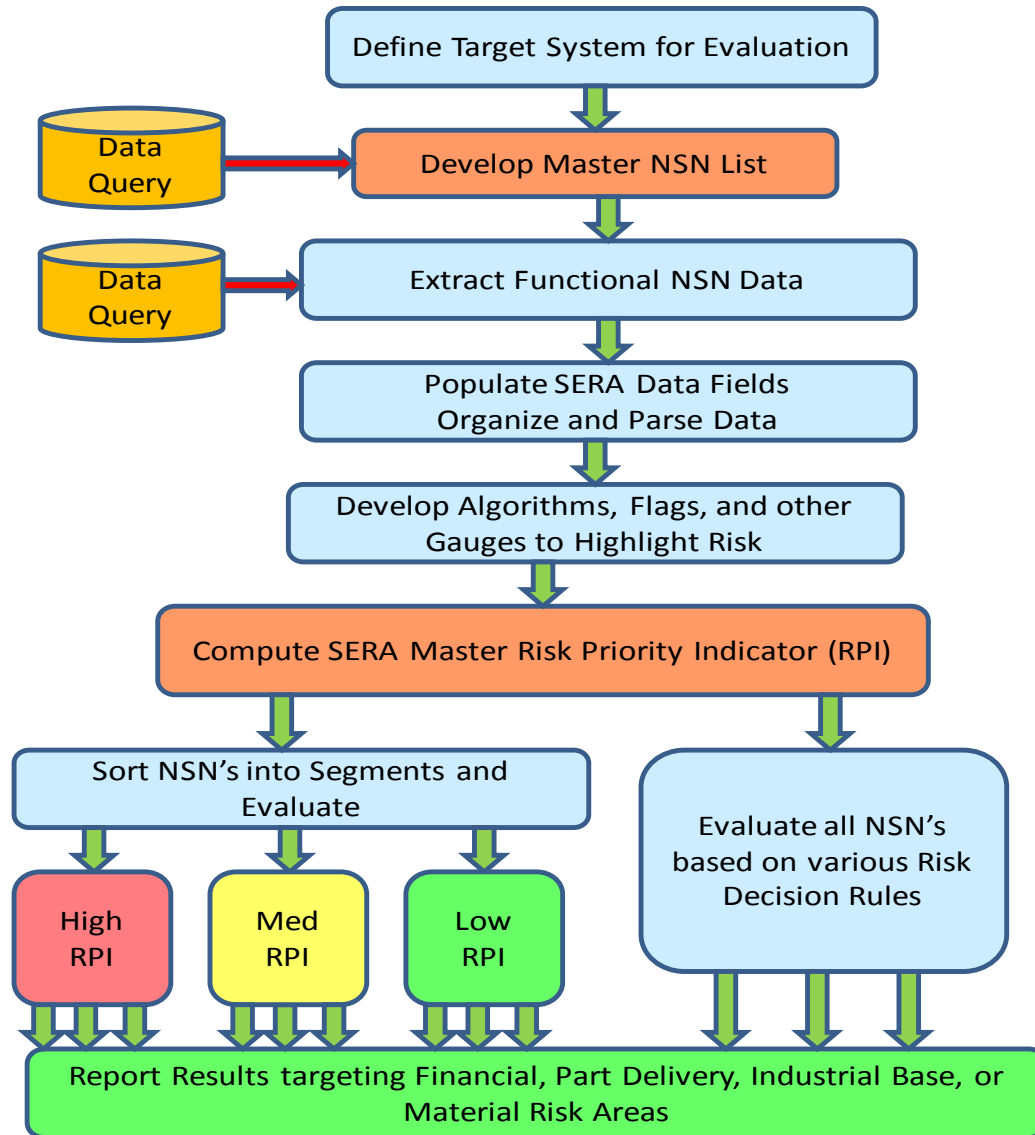 Define Target System for Evaluation
Data
Query
Develop Master NSN List
Data
Query
Extract Functional NSN Data
Populate SERA Data Fields
Organize and Parse Data
Develop Algorithms, Flags, and other
Gauges to Highlight Risk
Compute SERA Master Risk Priority Indicator (RPI)
Sort NSN’s into Segments and
Evaluate
Evaluate all NSN’s
based on various Risk
Decision Rules
High
RPI
Med
RPI
Low
RPI
Report Results targeting Financial, Part Delivery, Industrial Base, or
Material Risk Areas